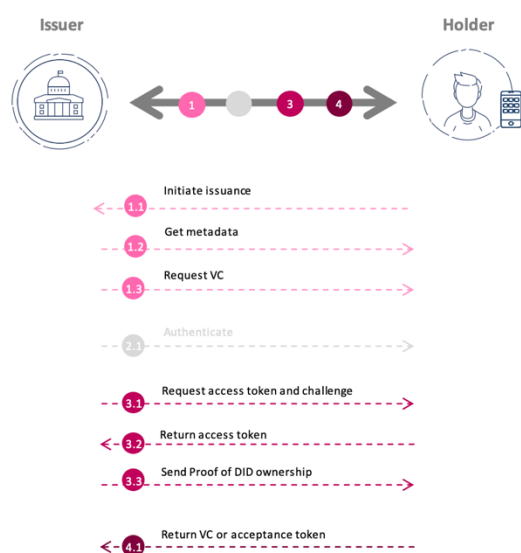 Issuer
Holder
1
3
4
Initiate issuance
1.1
Get metadata
1.2
Request VC
1.3
Authenticate
2.1
Request access token and challenge
3.1
Return access token
3.2
Send Proof of DID ownership
3.3
Return VC or acceptance token
4.1